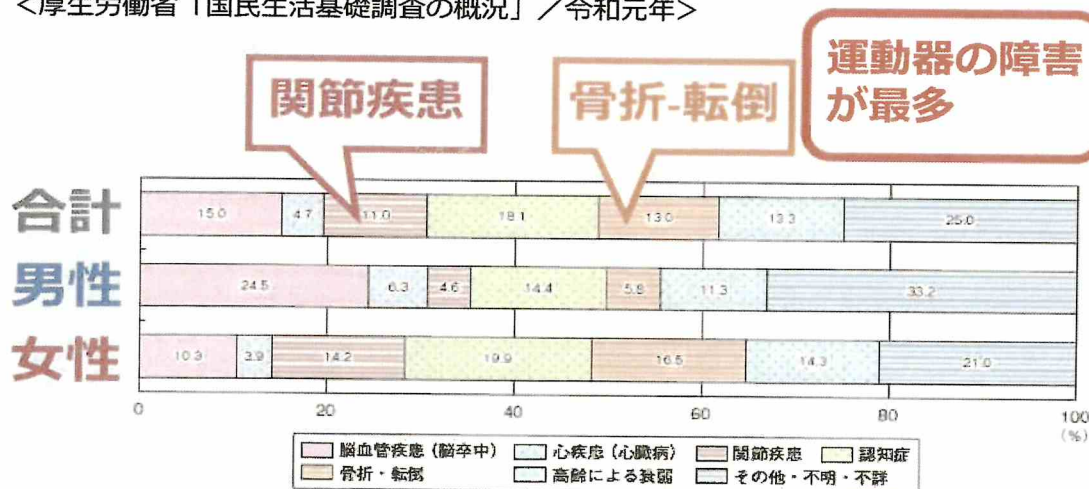 <厚生労働省「国民生活基礎調査の概況」/令和元年>
運動器の障害
が最多
関節疾患
骨折-転倒
合計
15.0 4.7 11.0 18.1 13.0 13.3 25.0
男性
24.5 6.3 4.6 14.4 5.8 11.3 33.2
女性
10.3 3.9 14.2 19.9 16.5 14.3 21.0
0 20 40 60 80 100
(%)
脳血管疾患(脳卒中) 心疾患(心臓病) 関節疾患 認知症
骨折・転倒 高齢による衰弱 その他・不明・不詳